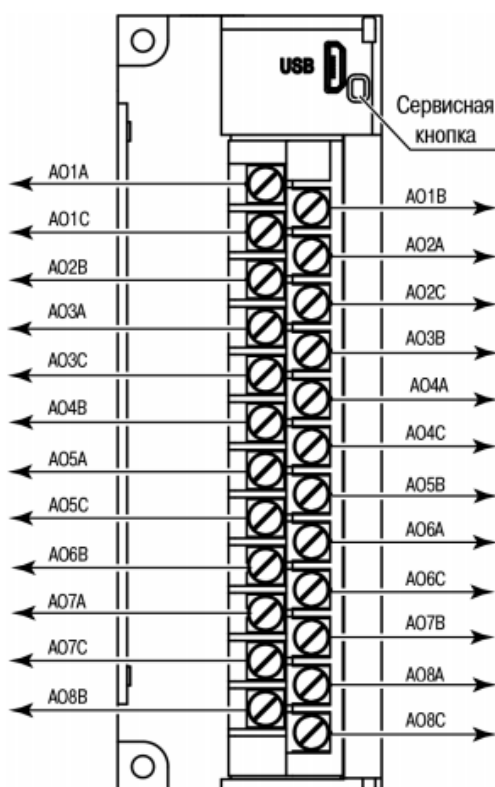 USB
Сервисная
кнопка
AO1A
AO1B
AO1C
AO2A
AO2B
AO2C
AO3A
AO3B
AO3C
AO4A
AO4B
AO4C
AO5A
AO5B
AO5C
AO6A
AO6B
AO6C
AO7A
AO7B
AO7C
AO8A
AO8B
AO8C